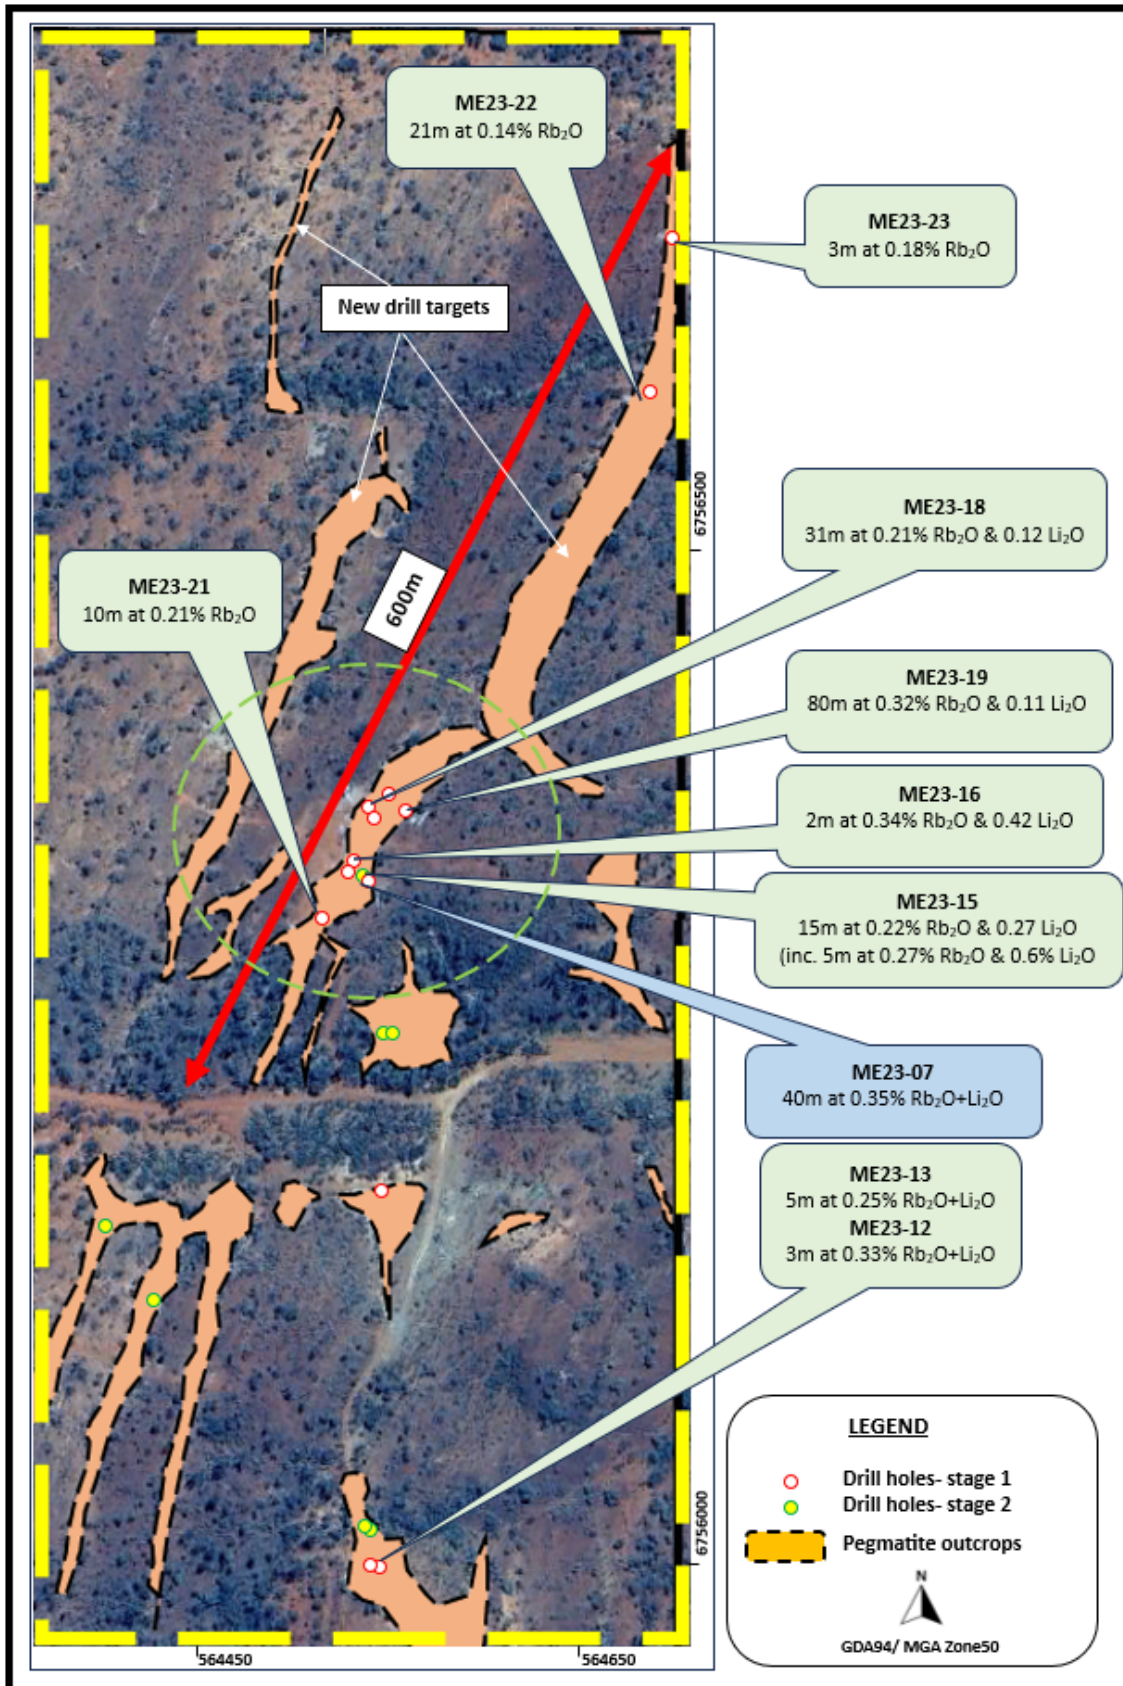 ME23-22
21m at 0.14% Rb₂O
ME23-23
3m at 0.18% Rb₂O
New drill targets
6756500
ME23-18
31m at 0.21% Rb₂O & 0.12 Li₂O
ME23-21
10m at 0.21% Rb₂O
600m
ME23-19
80m at 0.32% Rb₂O & 0.11 Li₂O
ME23-16
2m at 0.34% Rb₂O & 0.42 Li₂O
ME23-15
15m at 0.22% Rb₂O & 0.27 Li₂O
(inc. 5m at 0.27% Rb₂O & 0.6% Li₂O
ME23-07
40m at 0.35% Rb₂O+Li₂O
ME23-13
5m at 0.25% Rb₂O+Li₂O
ME23-12
3m at 0.33% Rb₂O+Li₂O
LEGEND
Drill holes- stage 1
Drill holes- stage 2
Pegmatite outcrops
N
GDA94/ MGA Zone50
6756000
564450
564650